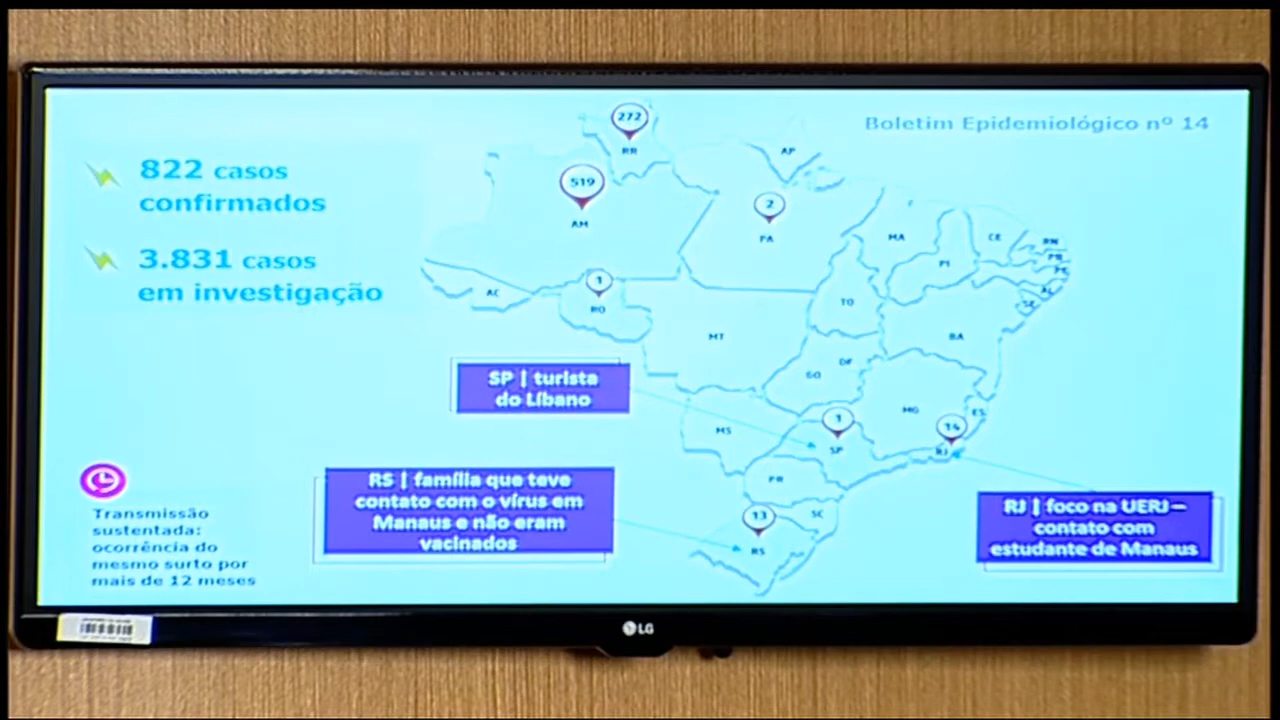 Boletim Epidemiológico nº 14
822 casos
confirmados
3.831 casos
em investigação
272
RR
AP
519
AM
2
PA
MA
CE
RN
PB
PE
AL
SE
PI
AC
1
RO
TO
MT
BA
DF
GO
MG
ES
MS
1
SP
14
RJ
PR
SC
13
RS
SP | turista
do Líbano
RS | família que teve
contato com o vírus em
Manaus e não eram
vacinados
RJ | foco na UERJ –
contato com
estudante de Manaus
Transmissão
sustentada:
ocorrência do
mesmo surto por
mais de 12 meses
LG